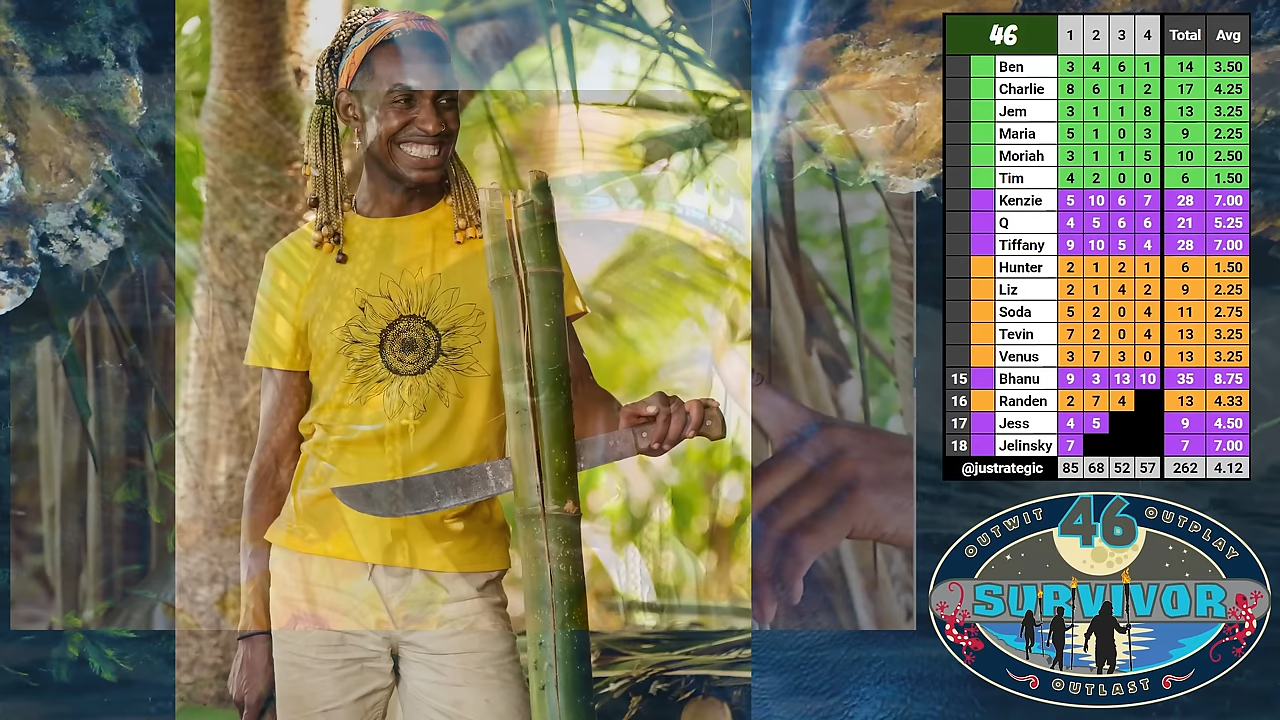 46 1 2 3 4 Total Avg
Ben 3 4 6 1 14 3.50
Charlie 8 6 1 2 17 4.25
Jem 3 1 1 8 13 3.25
Maria 5 1 0 3 9 2.25
Moriah 3 1 1 5 10 2.50
Tim 4 2 0 0 6 1.50
Kenzie 5 10 6 7 28 7.00
Q 4 5 6 6 21 5.25
Tiffany 9 10 5 4 28 7.00
Hunter 2 1 2 1 6 1.50
Liz 2 1 4 2 9 2.25
Soda 5 2 0 4 11 2.75
Tevin 7 2 0 4 13 3.25
Venus 3 7 3 0 13 3.25
15 Bhanu 9 3 13 10 35 8.75
16 Randen 2 7 4 13 4.33
17 Jess 4 5 9 4.50
18 Jelinsky 7 7 7.00
@justrategic 85 68 52 57 262 4.12
OUTWIT 46 OUTPLAY
SURVIVOR
OUTLAST